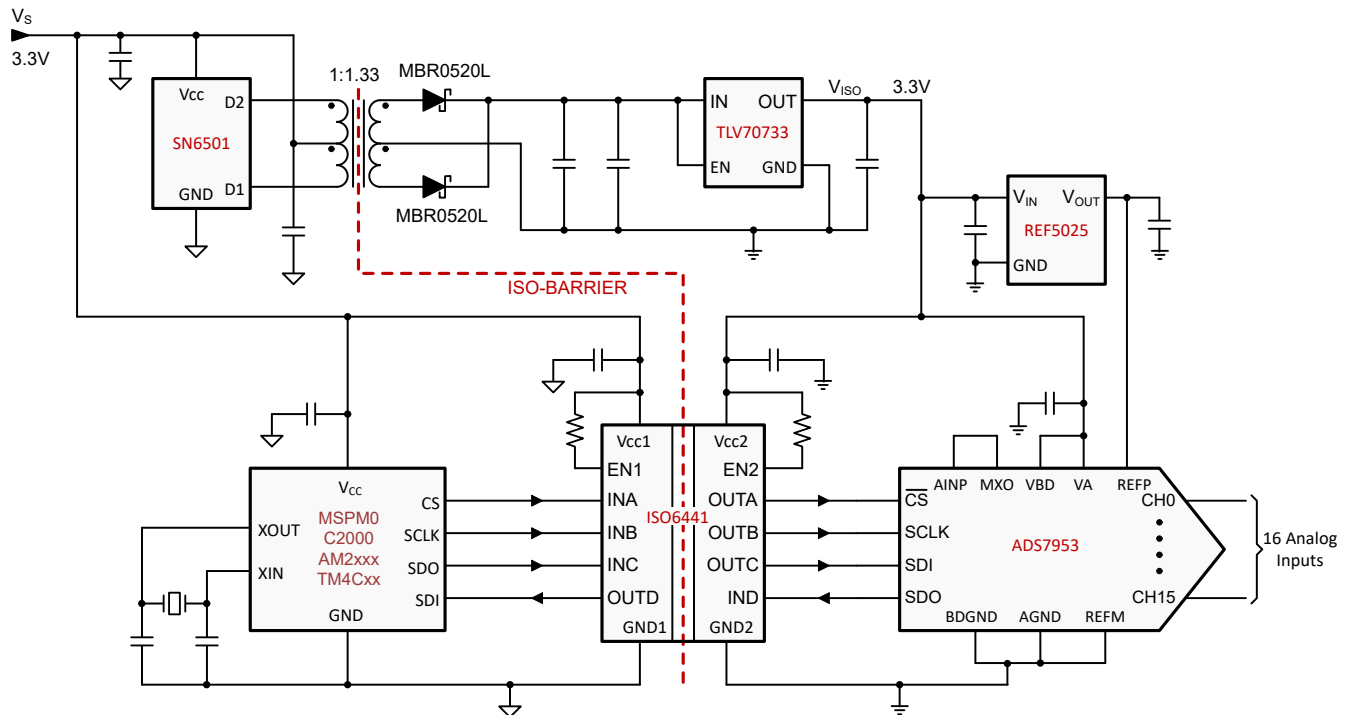 VS
3.3V
Vcc
D2
SN6501
GND
D1
1:1.33
MBR0520L
MBR0520L
IN
OUT
TLV70733
EN
GND
VISO
3.3V
VIN
VOUT
REF5025
GND
ISO-BARRIER
VCC
CS
XOUT
MSPM0
C2000
AM2xxx
TM4Cxx
SCLK
XIN
SDO
SDI
GND
Vcc1
EN1
INA
INB
INC
OUTD
GND1
ISO6441
Vcc2
EN2
OUTA
OUTB
OUTC
IND
GND2
AINP
MXO
VBD
VA
REFP
CS
SCLK
SDI
SDO
ADS7953
CH0
CH15
BDGND
AGND
REFM
16 Analog
Inputs